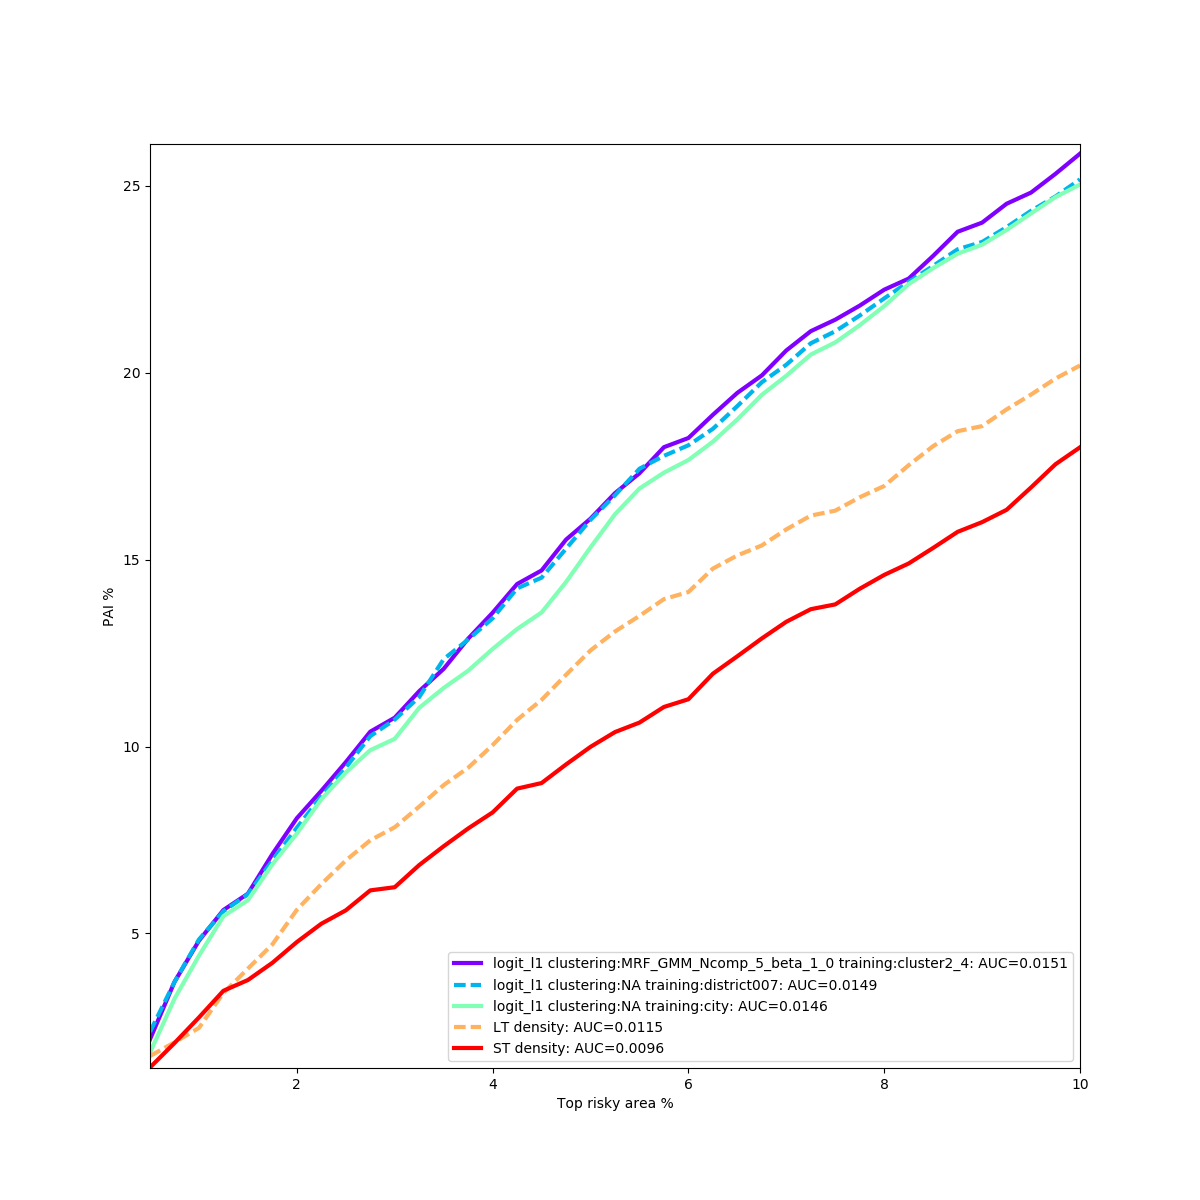 25
20
15
10
5
PAI %
logit_l1 clustering:MRF_GMM_Ncomp_5_beta_1_0 training:cluster2_4: AUC=0.0151
logit_l1 clustering:NA training:district007: AUC=0.0149
logit_l1 clustering:NA training:city: AUC=0.0146
LT density: AUC=0.0115
ST density: AUC=0.0096
2 4 6 8 10
Top risky area %